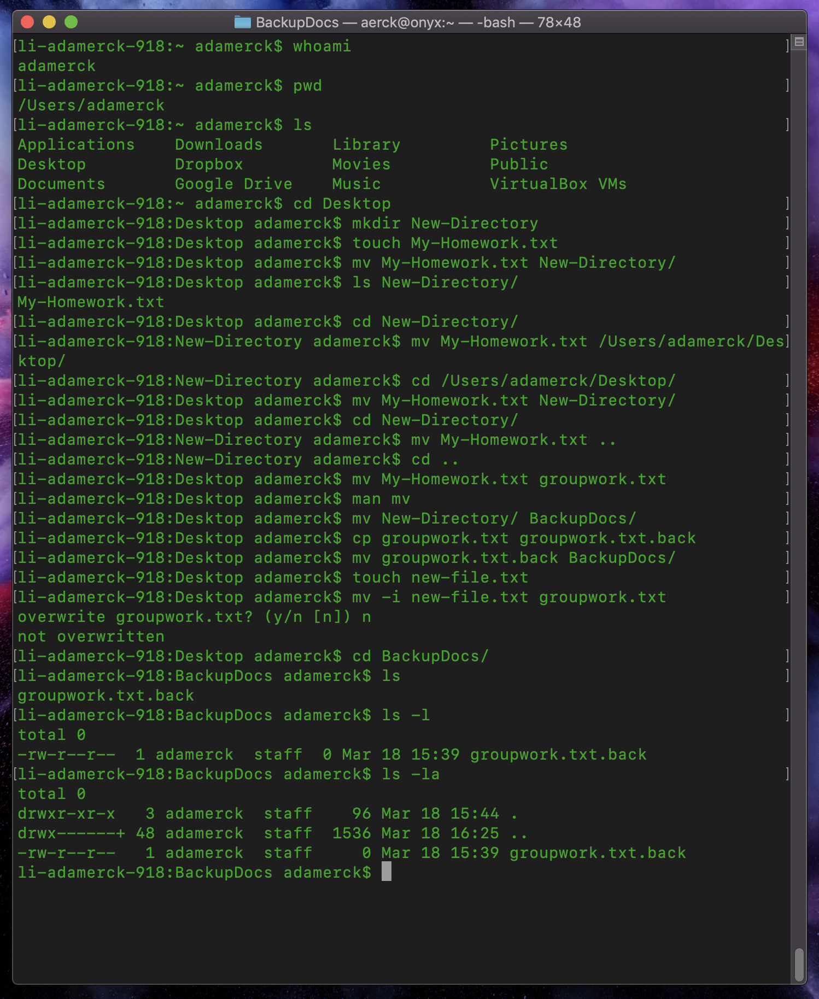 BackupDocs — aerck@onyx:~ — -bash — 78×48
[li-adamerck-918:~ adamerck$ whoami ]
adamerck
[li-adamerck-918:~ adamerck$ pwd ]
/Users/adamerck
[li-adamerck-918:~ adamerck$ ls ]
Applications    Downloads       Library         Pictures
Desktop         Dropbox         Movies          Public
Documents       Google Drive    Music           VirtualBox VMs
[li-adamerck-918:~ adamerck$ cd Desktop ]
[li-adamerck-918:Desktop adamerck$ mkdir New-Directory ]
[li-adamerck-918:Desktop adamerck$ touch My-Homework.txt ]
[li-adamerck-918:Desktop adamerck$ mv My-Homework.txt New-Directory/ ]
[li-adamerck-918:Desktop adamerck$ ls New-Directory/ ]
My-Homework.txt
[li-adamerck-918:Desktop adamerck$ cd New-Directory/ ]
[li-adamerck-918:New-Directory adamerck$ mv My-Homework.txt /Users/adamerck/Des]
ktop/
[li-adamerck-918:New-Directory adamerck$ cd /Users/adamerck/Desktop/ ]
[li-adamerck-918:Desktop adamerck$ mv My-Homework.txt New-Directory/ ]
[li-adamerck-918:Desktop adamerck$ cd New-Directory/ ]
[li-adamerck-918:New-Directory adamerck$ mv My-Homework.txt .. ]
[li-adamerck-918:New-Directory adamerck$ cd .. ]
[li-adamerck-918:Desktop adamerck$ mv My-Homework.txt groupwork.txt ]
[li-adamerck-918:Desktop adamerck$ man mv ]
[li-adamerck-918:Desktop adamerck$ mv New-Directory/ BackupDocs/ ]
[li-adamerck-918:Desktop adamerck$ cp groupwork.txt groupwork.txt.back ]
[li-adamerck-918:Desktop adamerck$ mv groupwork.txt.back BackupDocs/ ]
[li-adamerck-918:Desktop adamerck$ touch new-file.txt ]
[li-adamerck-918:Desktop adamerck$ mv -i new-file.txt groupwork.txt ]
overwrite groupwork.txt? (y/n [n]) n
not overwritten
[li-adamerck-918:Desktop adamerck$ cd BackupDocs/ ]
[li-adamerck-918:BackupDocs adamerck$ ls ]
groupwork.txt.back
[li-adamerck-918:BackupDocs adamerck$ ls -l ]
total 0
-rw-r--r--  1 adamerck  staff  0 Mar 18 15:39 groupwork.txt.back
[li-adamerck-918:BackupDocs adamerck$ ls -la ]
total 0
drwxr-xr-x   3 adamerck  staff    96 Mar 18 15:44 .
drwx------+ 48 adamerck  staff  1536 Mar 18 16:25 ..
-rw-r--r--   1 adamerck  staff     0 Mar 18 15:39 groupwork.txt.back
li-adamerck-918:BackupDocs adamerck$